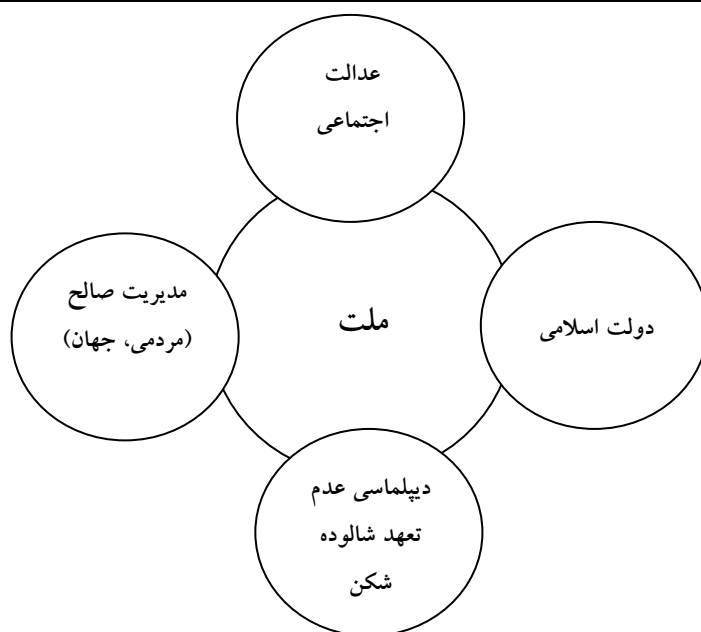 عدالت
اجتماعی
مدیریت صالح
(مردمی، جهان)
ملت
دولت اسلامی
دیپلماسی عدم
تعهد شالوده
شکن